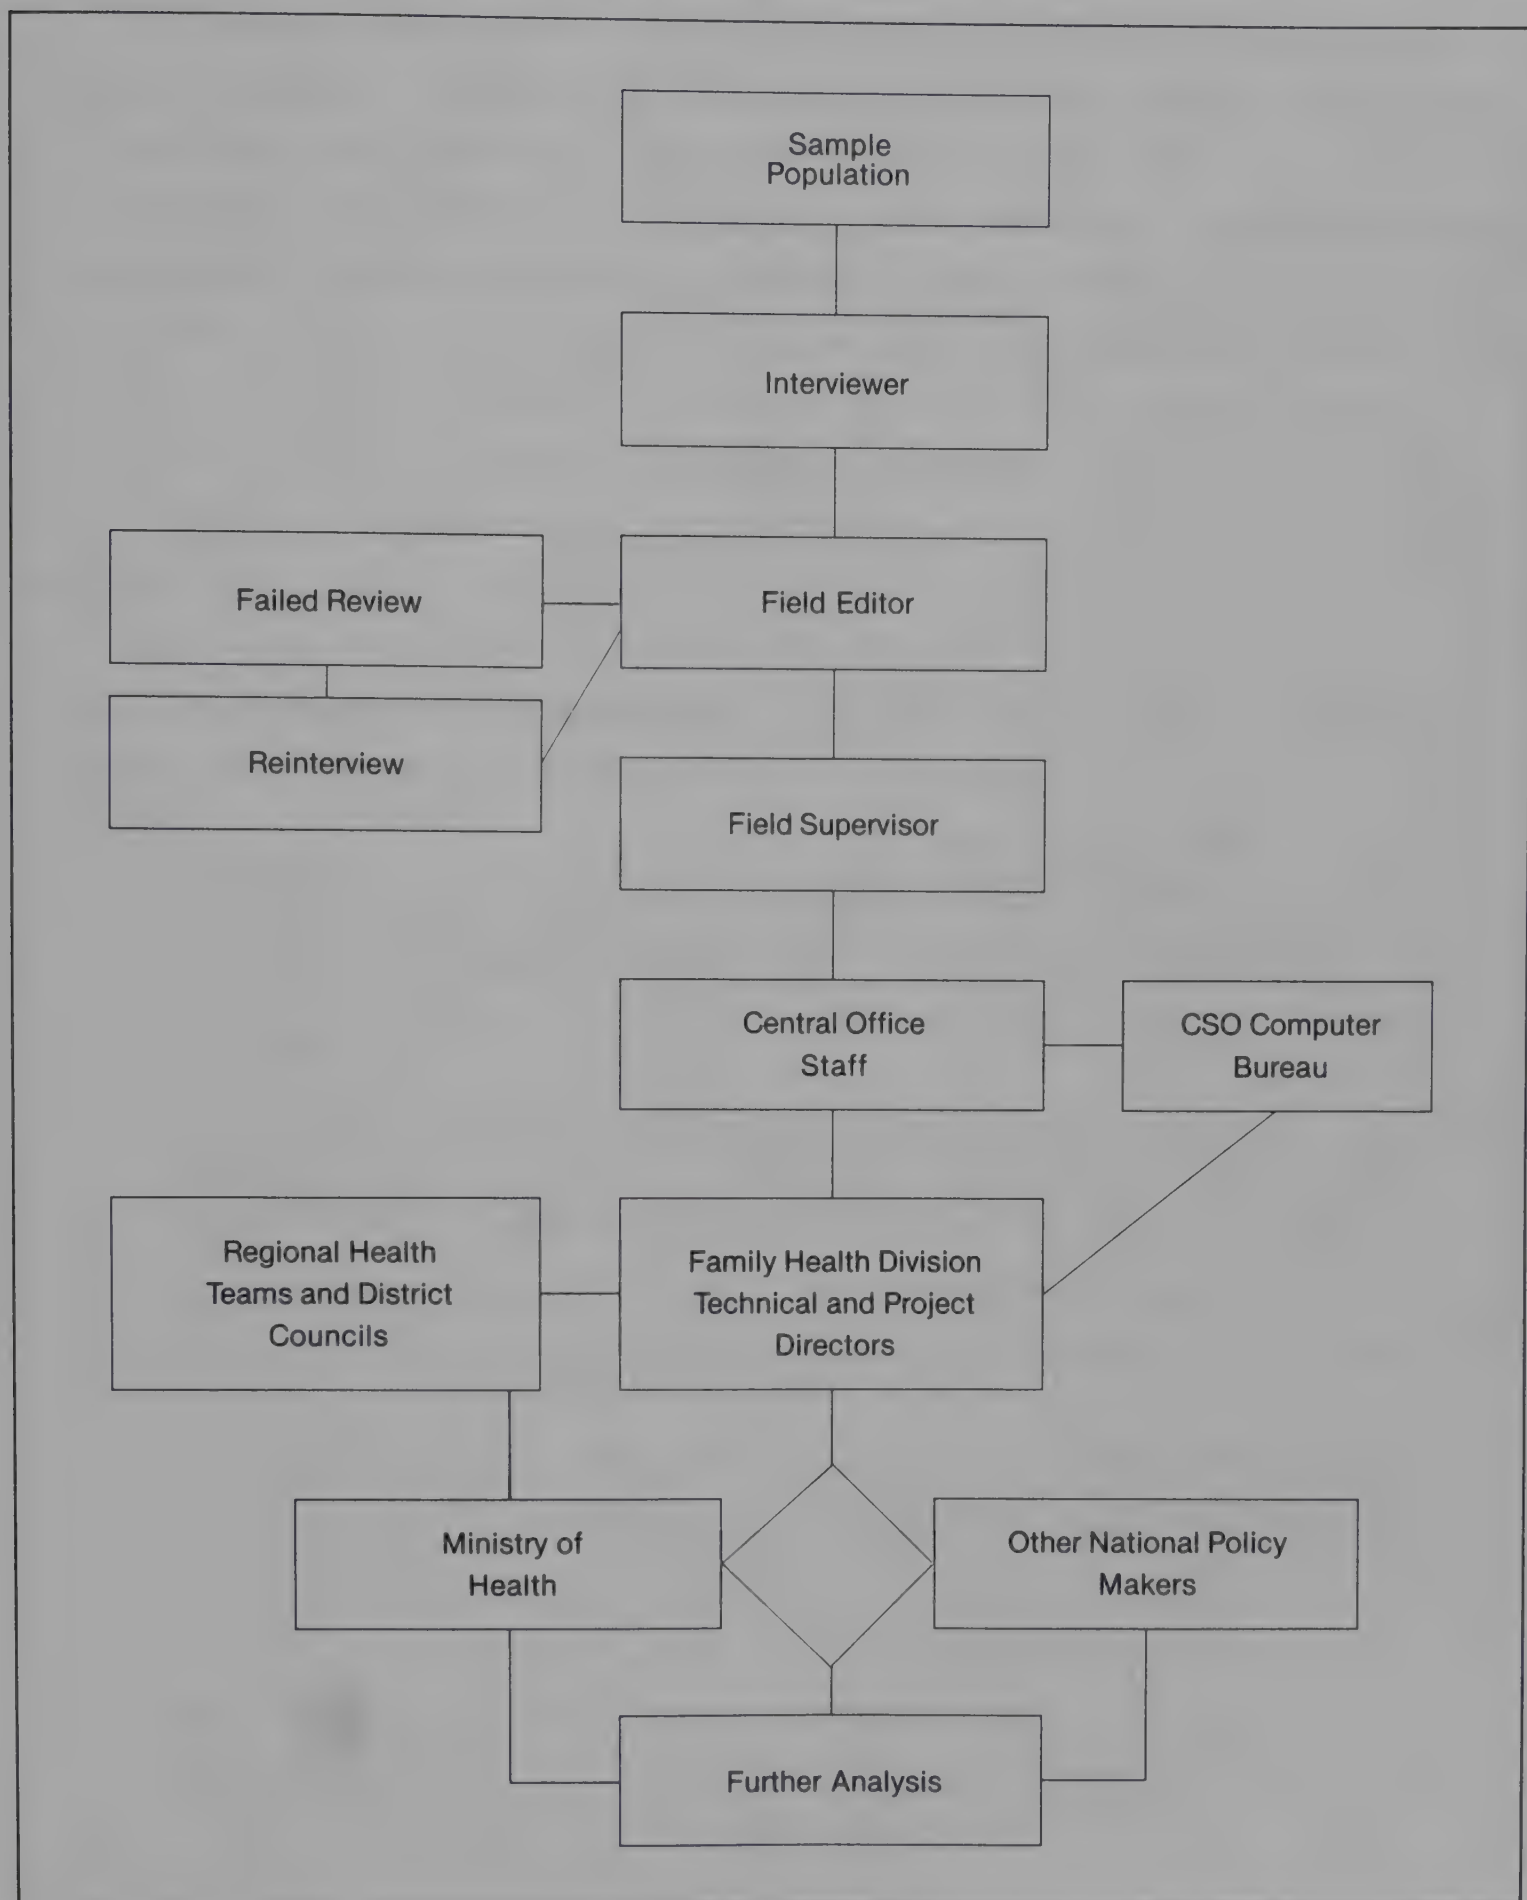 Sample
Population
Interviewer
Failed Review
Field Editor
Reinterview
Field Supervisor
Central Office
Staff
CSO Computer
Bureau
Regional Health
Teams and District
Councils
Family Health Division
Technical and Project
Directors
Ministry of
Health
Other National Policy
Makers
Further Analysis